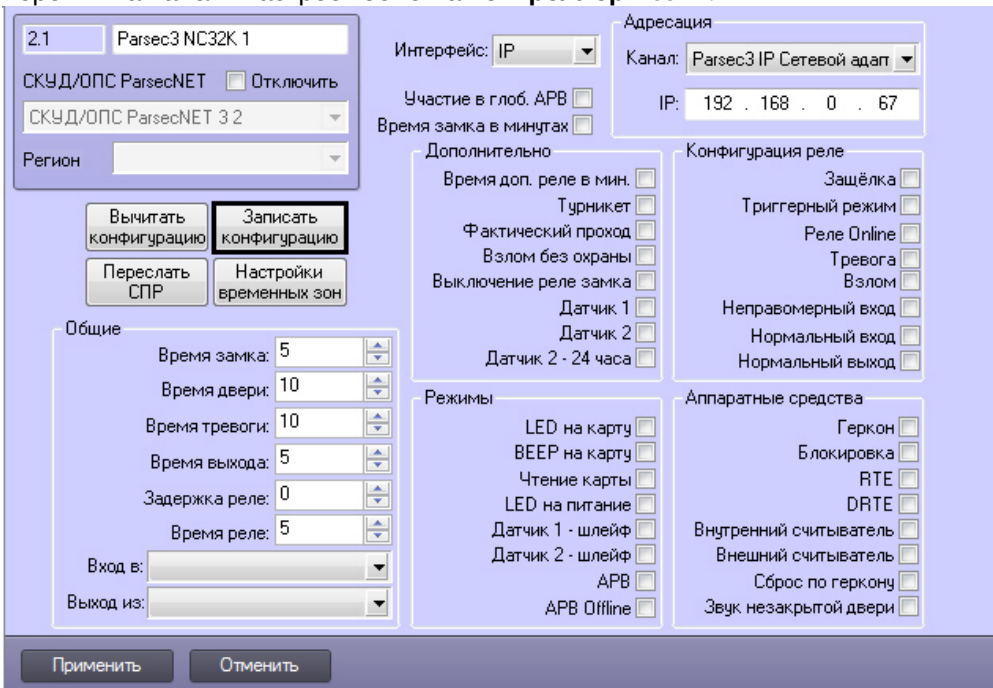 2.1 Parsec3 NC32K 1
СКУД/ОПС ParsecNET Отключить
СКУД/ОПС ParsecNET 3 2
Регион
Интерфейс: IP
Участие в глоб. APB
Время замка в минутах
Адресация
Канал: Parsec3 IP Сетевой адап
IP: 192 . 168 . 0 . 67
Вычитать конфигурацию
Записать конфигурацию
Переслать СПР
Настройки временных зон
Общие
Время замка: 5
Время двери: 10
Время тревоги: 10
Время выхода: 5
Задержка реле: 0
Время реле: 5
Вход в:
Выход из:
Дополнительно
Время доп. реле в мин.
Турникет
Фактический проход
Взлом без охраны
Выключение реле замка
Датчик 1
Датчик 2
Датчик 2 - 24 часа
Конфигурация реле
Защёлка
Триггерный режим
Реле Online
Тревога
Взлом
Неправомерный вход
Нормальный вход
Нормальный выход
Режимы
LED на карту
BEEP на карту
Чтение карты
LED на питание
Датчик 1 - шлейф
Датчик 2 - шлейф
APB
APB Offline
Аппаратные средства
Геркон
Блокировка
RTE
DRTE
Внутренний считыватель
Внешний считыватель
Сброс по геркону
Звук незакрытой двери
Применить Отменить